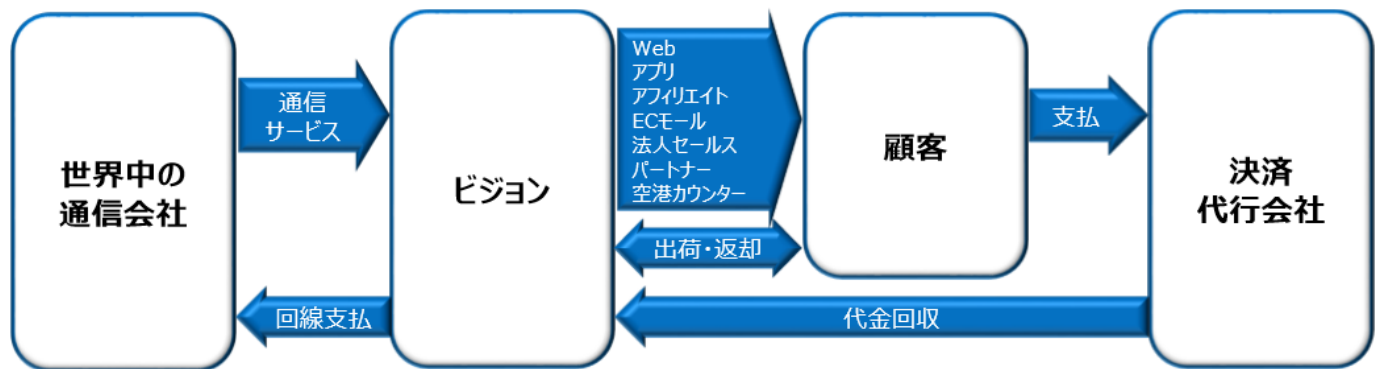 世界中の
通信会社
通信
サービス
回線支払
ビジョン
Web
アプリ
アフィリエイト
ECモール
法人セールス
パートナー
空港カウンター
出荷・返却
顧客
支払
代金回収
決済
代行会社